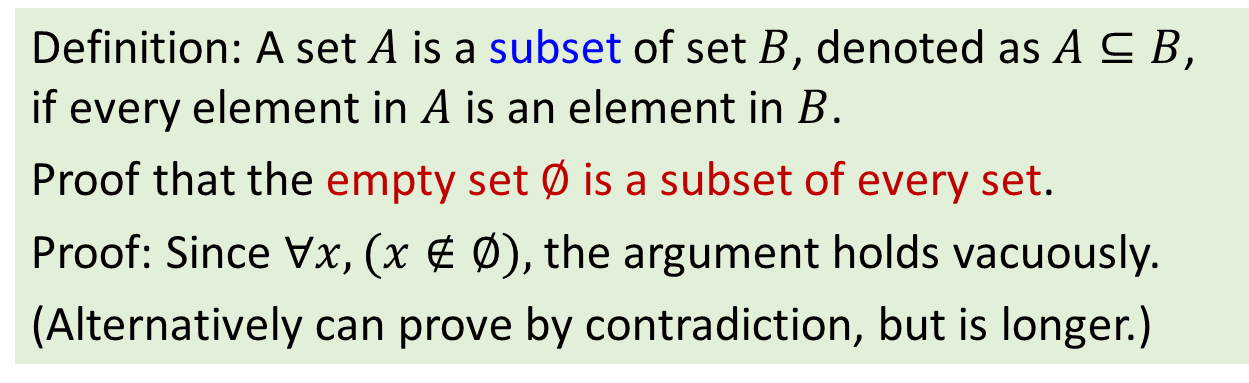 Definition: A set A is a subset of set B, denoted as A ⊆ B,
if every element in A is an element in B.
Proof that the empty set ∅ is a subset of every set.
Proof: Since ∀x, (x ∉ ∅), the argument holds vacuously.
(Alternatively can prove by contradiction, but is longer.)